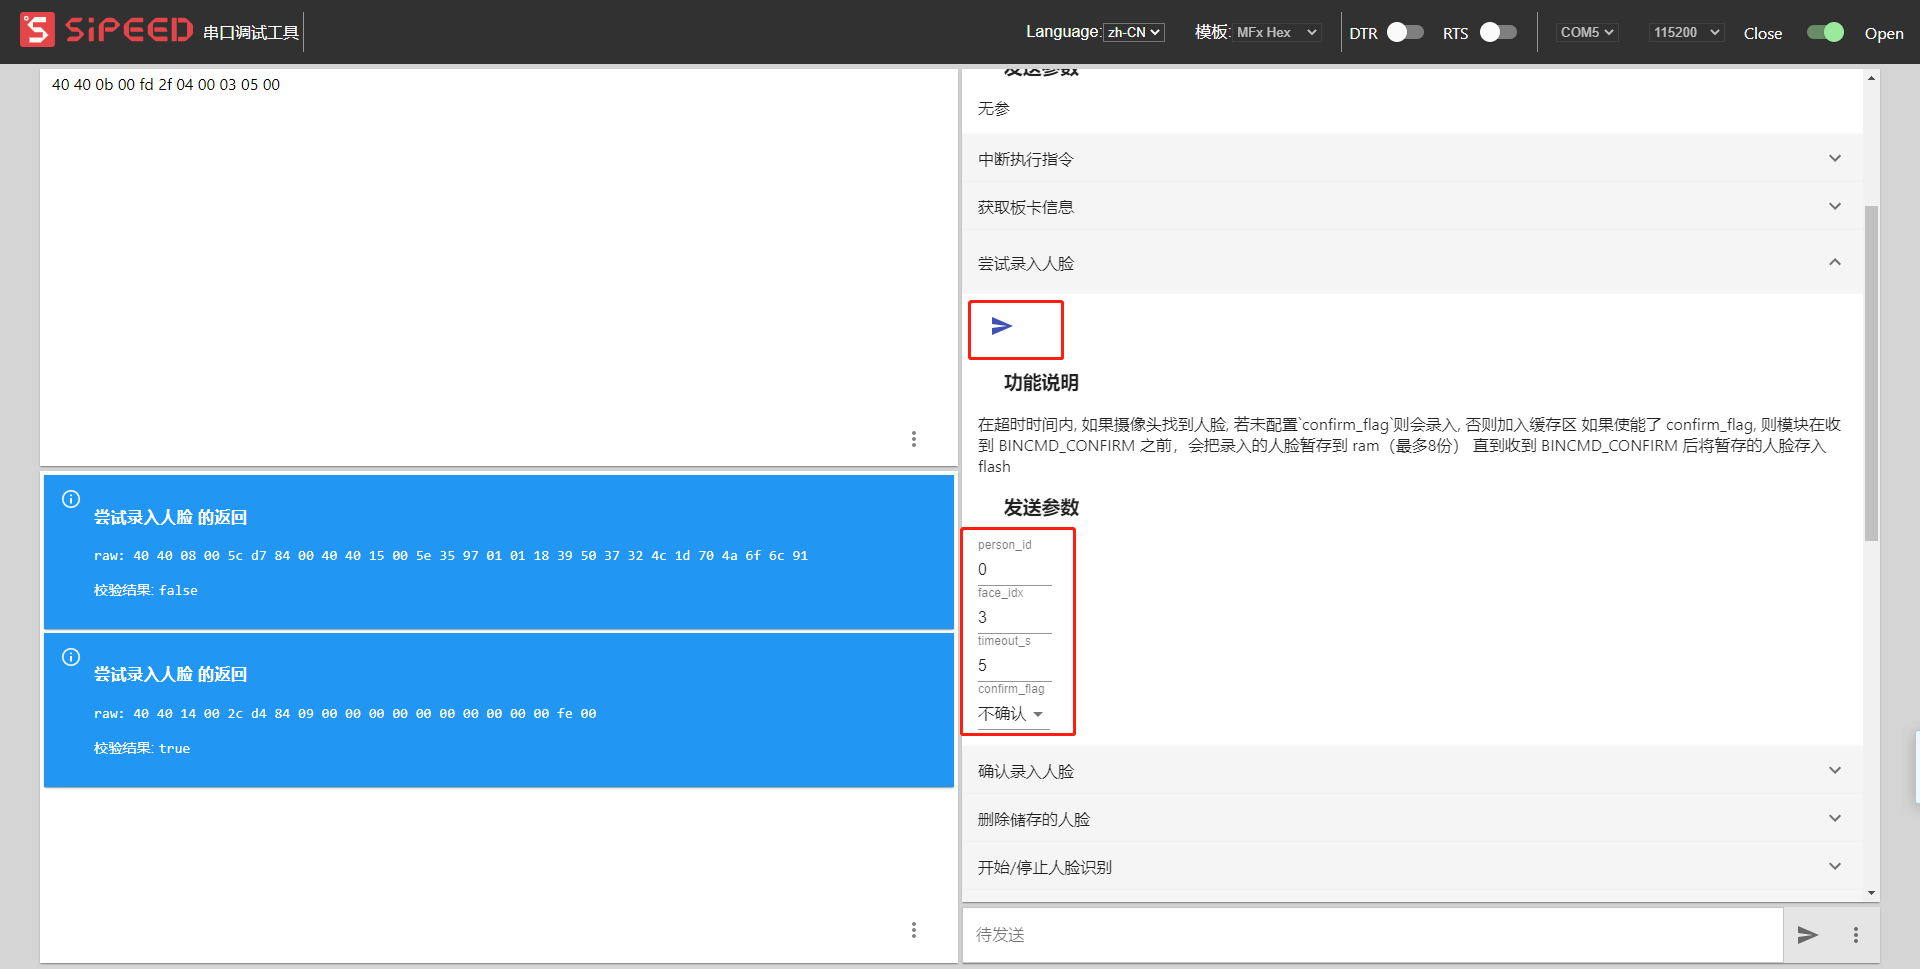 SiPEED 串口调试工具
Language: zh-CN 模板: MFx Hex DTR RTS COM5 115200 Close Open
40 40 0b 00 fd 2f 04 00 03 05 00
尝试录入人脸 的返回
raw: 40 40 08 00 5c d7 84 00 40 40 15 00 5e 35 97 01 01 18 39 50 37 32 4c 1d 70 4a 6f 6c 91
校验结果: false
尝试录入人脸 的返回
raw: 40 40 14 00 2c d4 84 09 00 00 00 00 00 00 00 00 00 00 fe 00
校验结果: true
发送参数
无参
中断执行指令
获取板卡信息
尝试录入人脸
功能说明
在超时时间内, 如果摄像头找到人脸, 若未配置`confirm_flag`则会录入, 否则加入缓存区 如果使能了 confirm_flag, 则模块在收
到 BINCMD_CONFIRM 之前，会把录入的人脸暂存到 ram（最多8份） 直到收到 BINCMD_CONFIRM 后将暂存的人脸存入
flash
发送参数
person_id
0
face_idx
3
timeout_s
5
confirm_flag
不确认
确认录入人脸
删除储存的人脸
开始/停止人脸识别
待发送